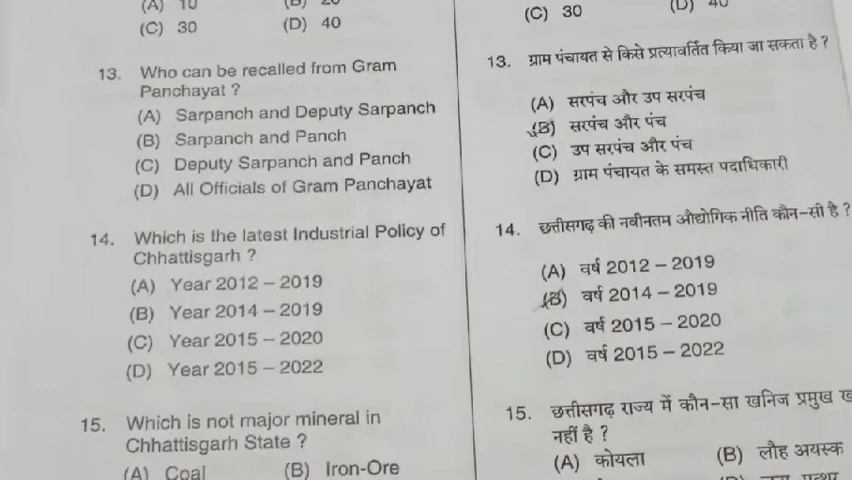 (A) 10
(C) 30
(D) 40
13. Who can be recalled from Gram
Panchayat ?
(A) Sarpanch and Deputy Sarpanch
(B) Sarpanch and Panch
(C) Deputy Sarpanch and Panch
(D) All Officials of Gram Panchayat
14. Which is the latest Industrial Policy of
Chhattisgarh ?
(A) Year 2012 – 2019
(B) Year 2014 – 2019
(C) Year 2015 – 2020
(D) Year 2015 – 2022
15. Which is not major mineral in
Chhattisgarh State ?
(A) Coal
(B) Iron-Ore
(C) 30
(D) 40
13. ग्राम पंचायत से किसे प्रत्यावर्तित किया जा सकता है ?
(A) सरपंच और उप सरपंच
(B) सरपंच और पंच
(C) उप सरपंच और पंच
(D) ग्राम पंचायत के समस्त पदाधिकारी
14. छत्तीसगढ़ की नवीनतम औद्योगिक नीति कौन-सी है ?
(A) वर्ष 2012 – 2019
(B) वर्ष 2014 – 2019
(C) वर्ष 2015 – 2020
(D) वर्ष 2015 – 2022
15. छत्तीसगढ़ राज्य में कौन-सा खनिज प्रमुख
नहीं है ?
(A) कोयला
(B) लौह अयस्क